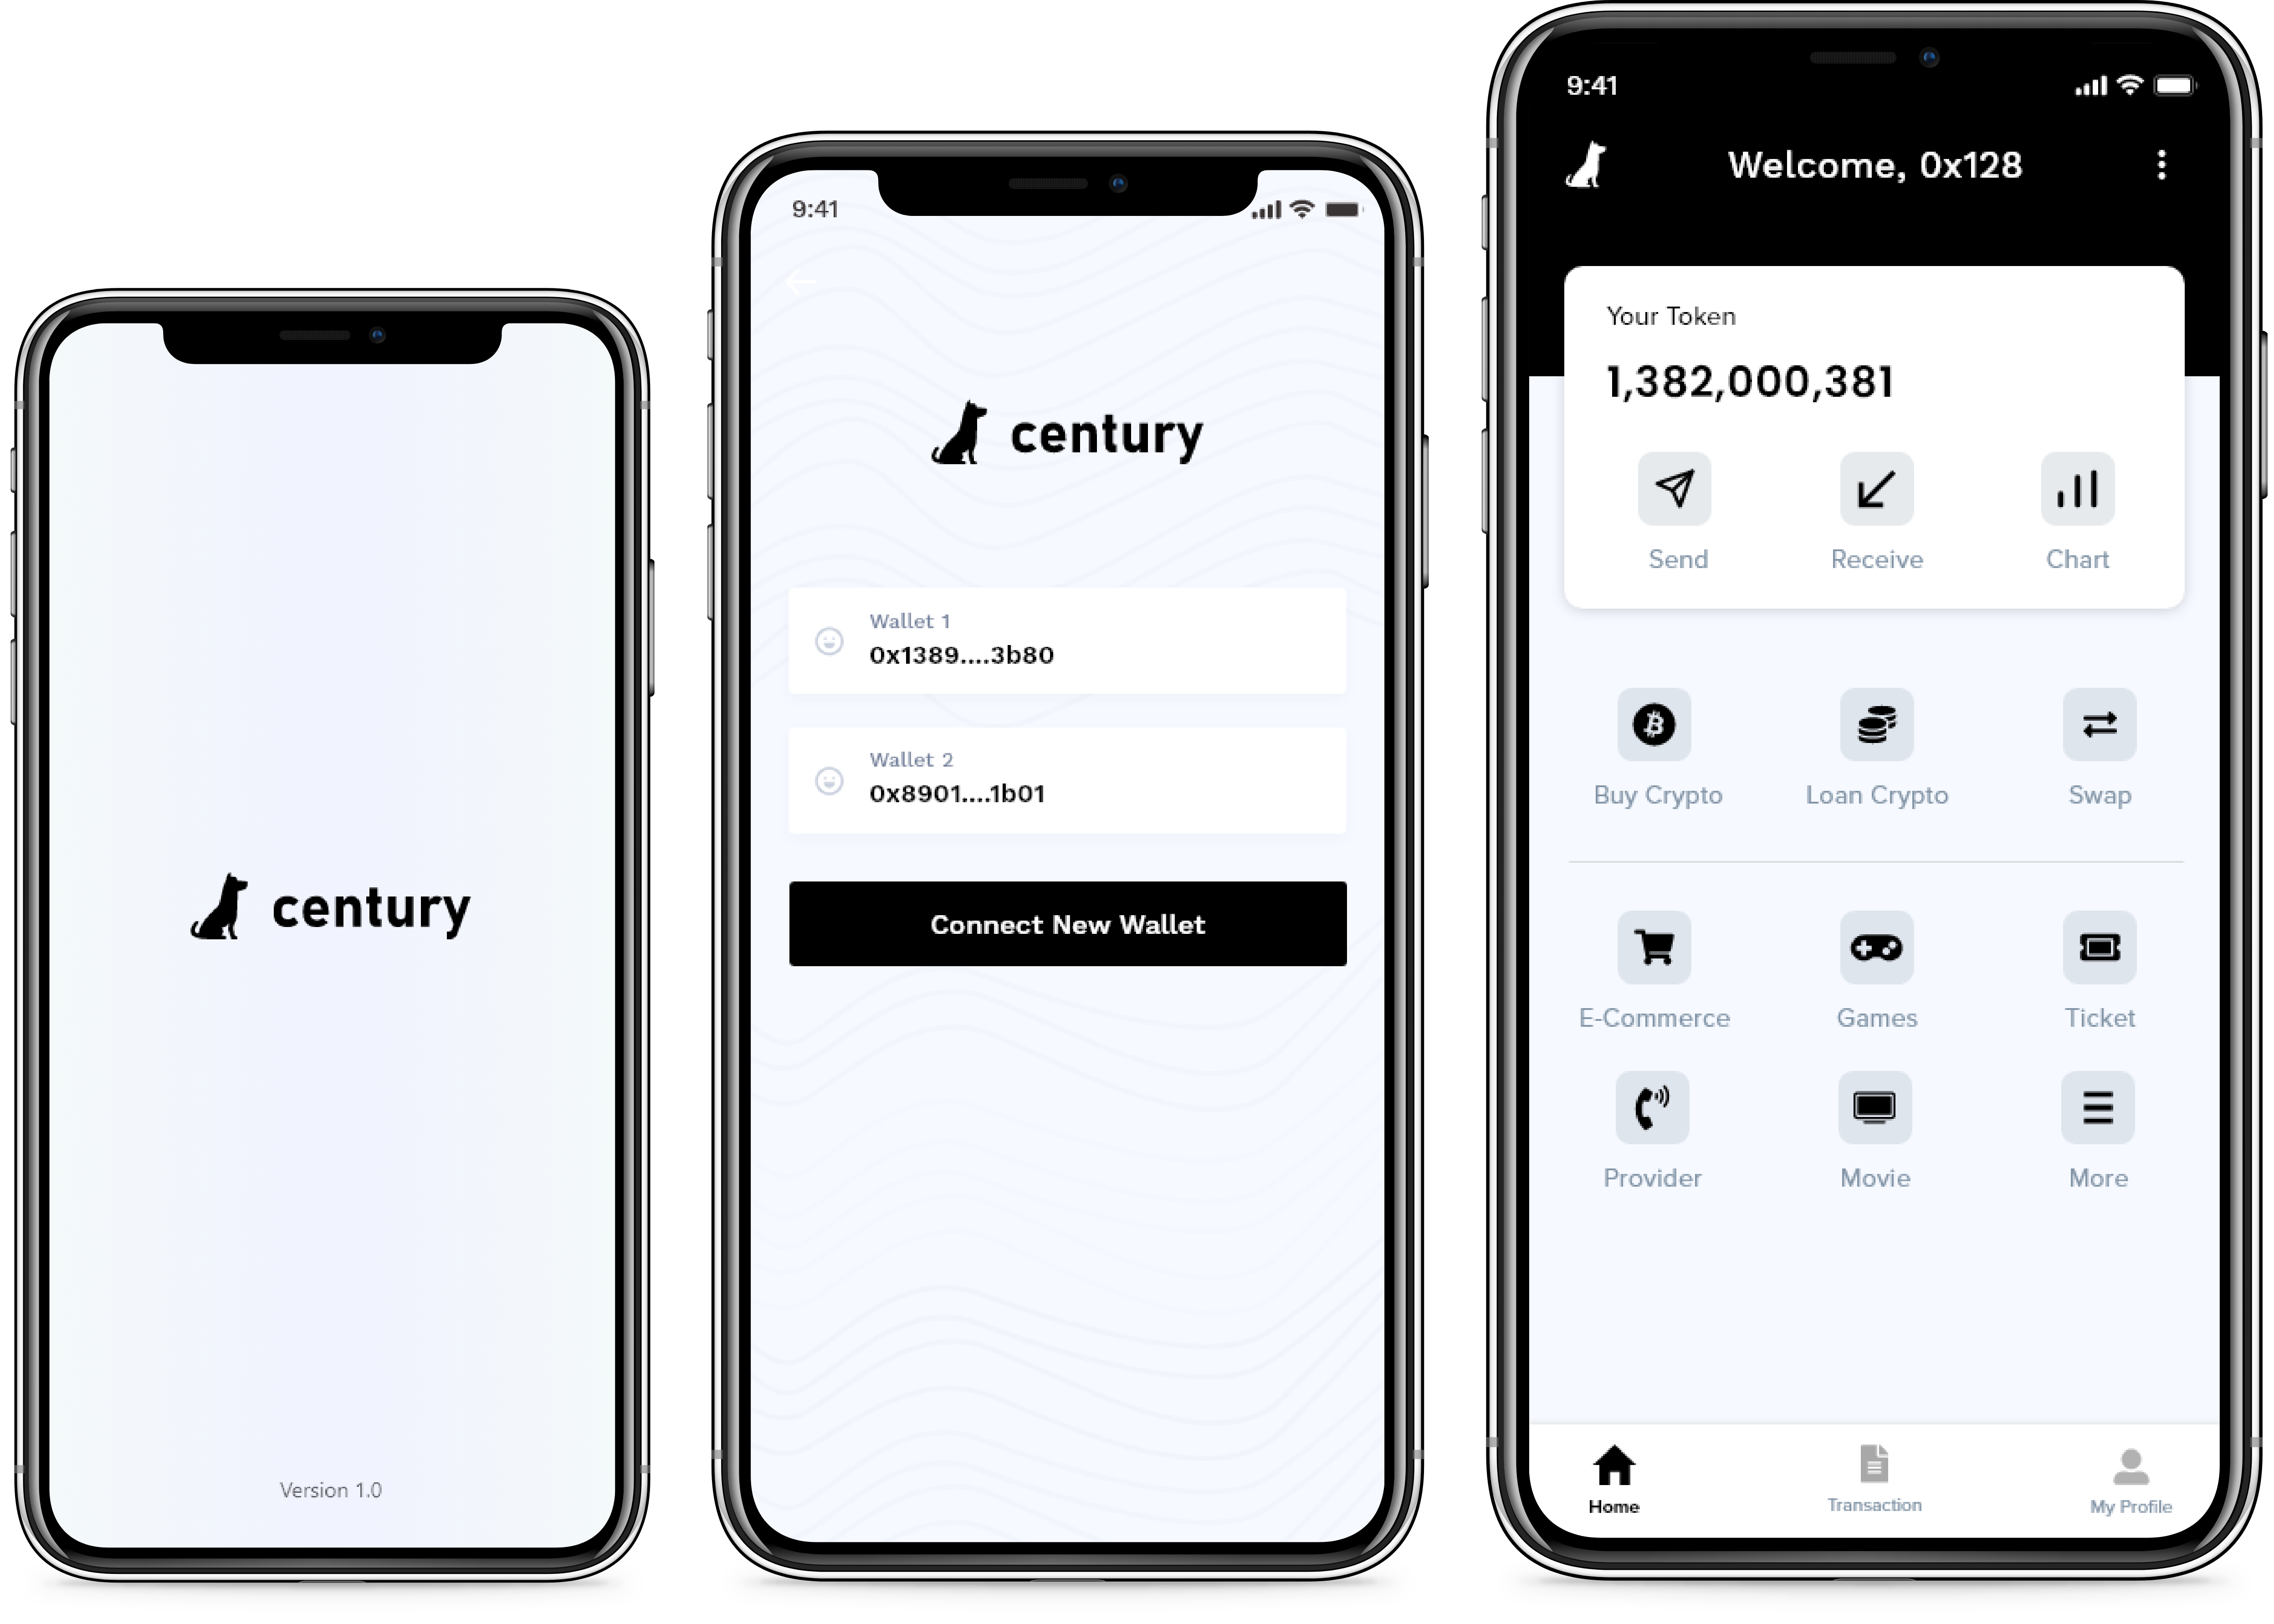 century
Version 1.0
9:41
century
Wallet 1
0x1389....3b80
Wallet 2
0x8901....1b01
Connect New Wallet
9:41
Welcome, 0x128
Your Token
1,382,000,381
Send Receive Chart
Buy Crypto Loan Crypto Swap
E-Commerce Games Ticket
Provider Movie More
Home Transaction My Profile